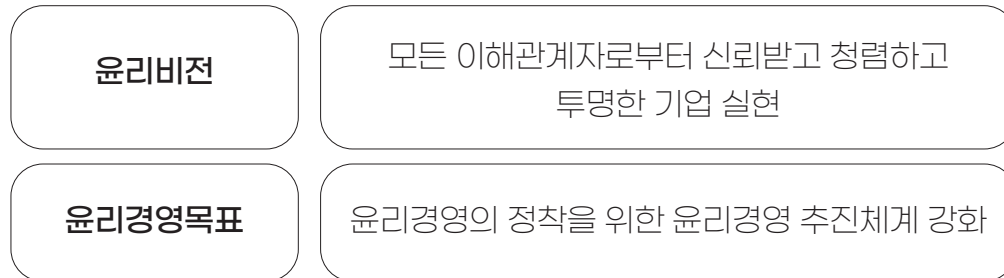 윤리비전
모든 이해관계자로부터 신뢰받고 청렴하고
투명한 기업 실현
윤리경영목표
윤리경영의 정착을 위한 윤리경영 추진체계 강화